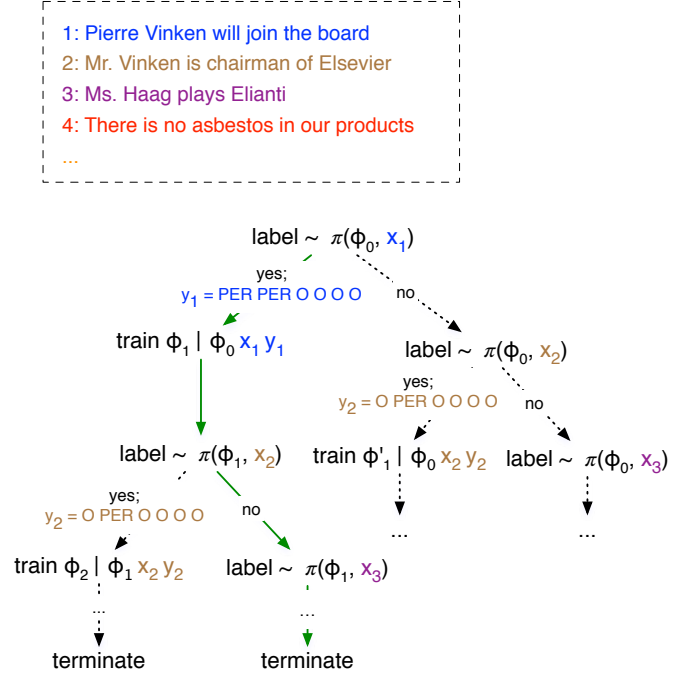 1: Pierre Vinken will join the board
2: Mr. Vinken is chairman of Elsevier
3: Ms. Haag plays Elianti
4: There is no asbestos in our products
...
label ~ π(ϕ₀, x₁)
yes;
y₁ = PER PER O O O O
no
train ϕ₁ | ϕ₀ x₁ y₁
label ~ π(ϕ₀, x₂)
yes;
y₂ = O PER O O O O
no
label ~ π(ϕ₁, x₂)
train ϕ'₁ | ϕ₀ x₂ y₂
label ~ π(ϕ₀, x₃)
yes;
y₂ = O PER O O O O
no
...
...
train ϕ₂ | ϕ₁ x₂ y₂
label ~ π(ϕ₁, x₃)
...
...
terminate
terminate